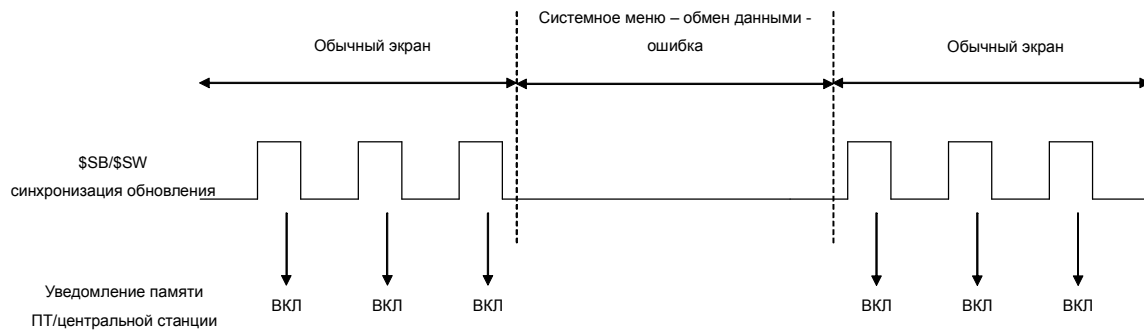 Системное меню – обмен данными -
ошибка
Обычный экран
Обычный экран
$SB/$SW
синхронизация обновления
Уведомление памяти
ПТ/центральной станции
ВКЛ
ВКЛ
ВКЛ
ВКЛ
ВКЛ
ВКЛ